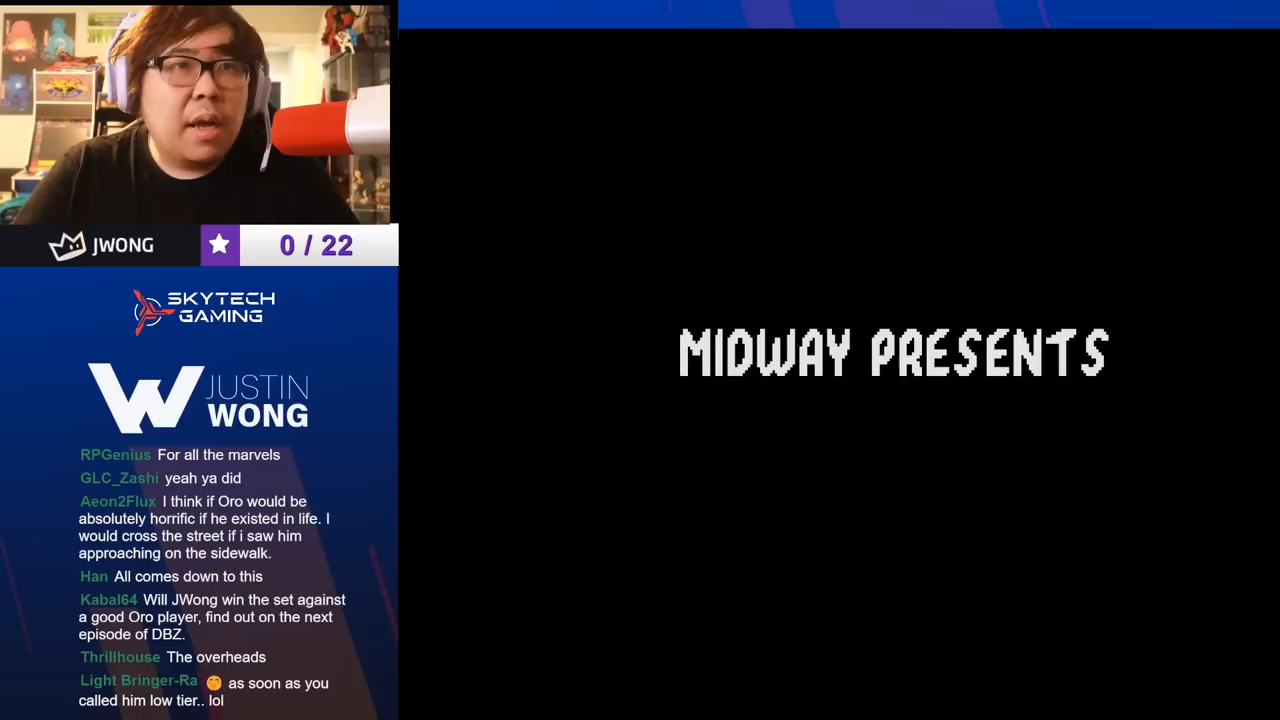 JWONG
0 / 22
SKYTECH
GAMING
JUSTIN
WONG
MIDWAY PRESENTS
RPGenius For all the marvels
GLC_Zashi yeah ya did
Aeon2Flux I think if Oro would be
absolutely horrific if he existed in life. I
would cross the street if i saw him
approaching on the sidewalk.
Han All comes down to this
Kabal64 Will JWong win the set against
a good Oro player, find out on the next
episode of DBZ.
Thrillhouse The overheads
Light Bringer-Ra 🤭 as soon as you
called him low tier.. lol